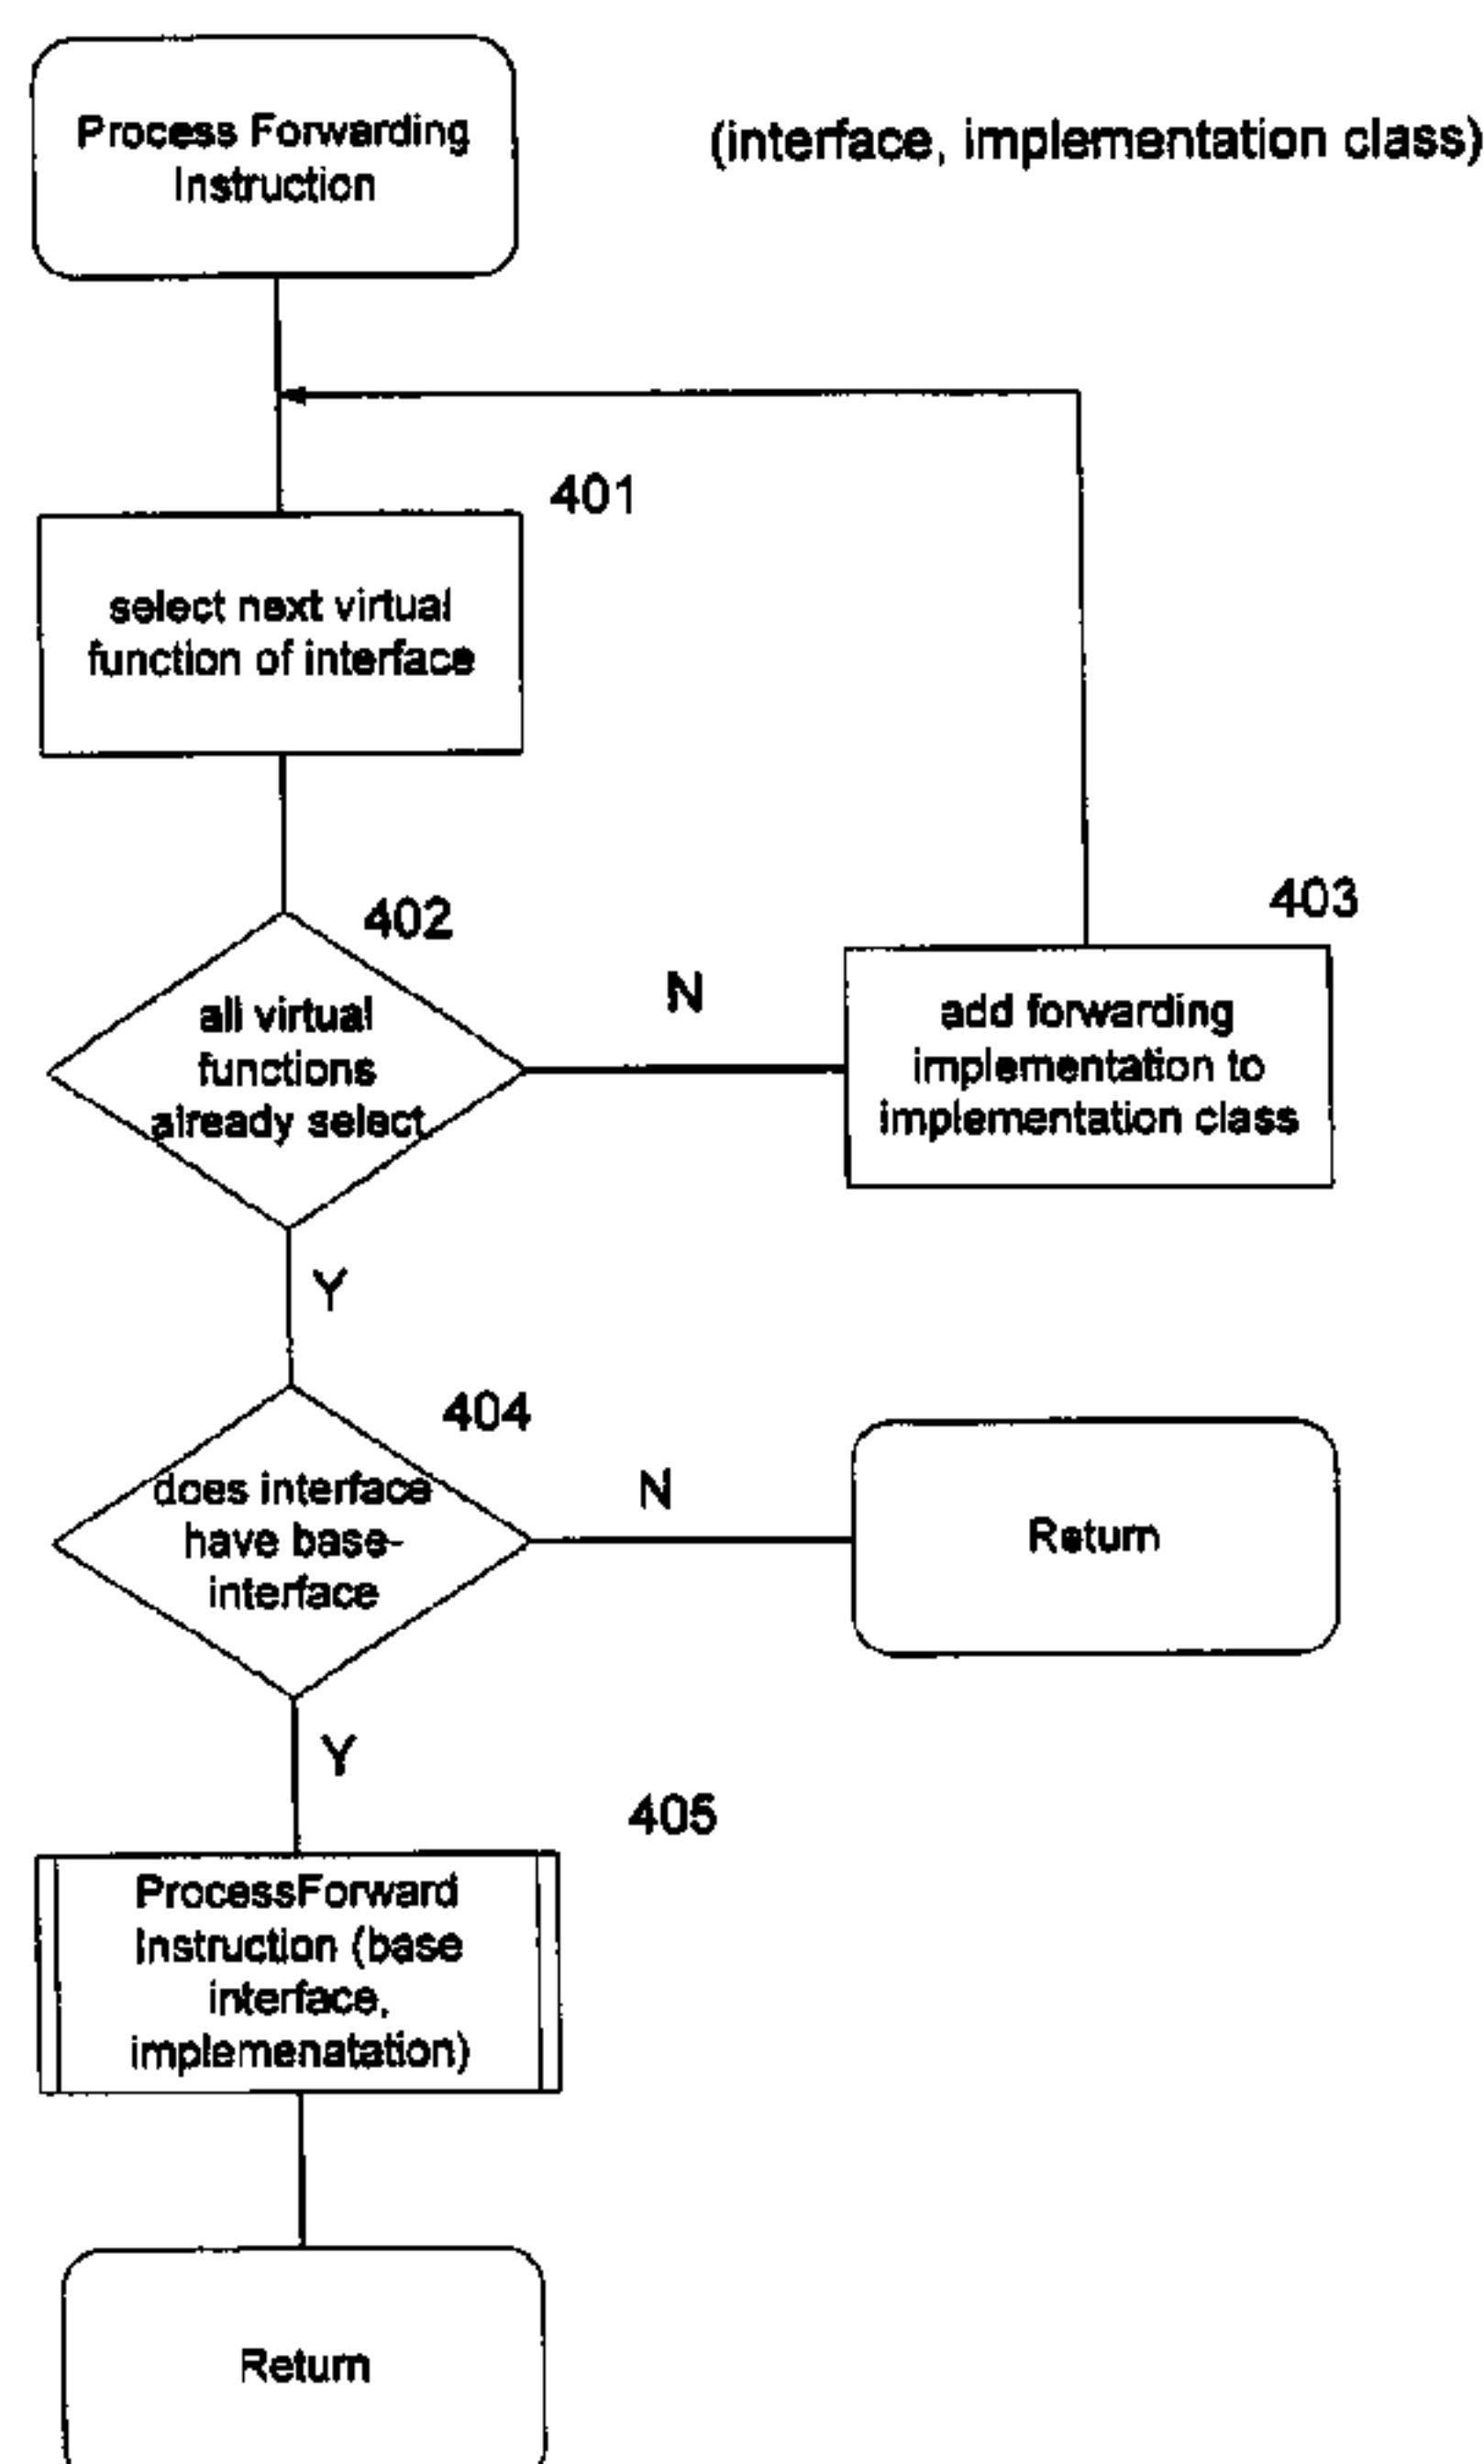 Process Forwarding
Instruction
(interface, implementation class)
401
select next virtual
function of interface
402
all virtual
functions
already select
N
403
add forwarding
implementation to
implementation class
Y
404
does interface
have base-
interface
N
Return
Y
405
ProcessForward
Instruction (base
interface,
implemenatation)
Return